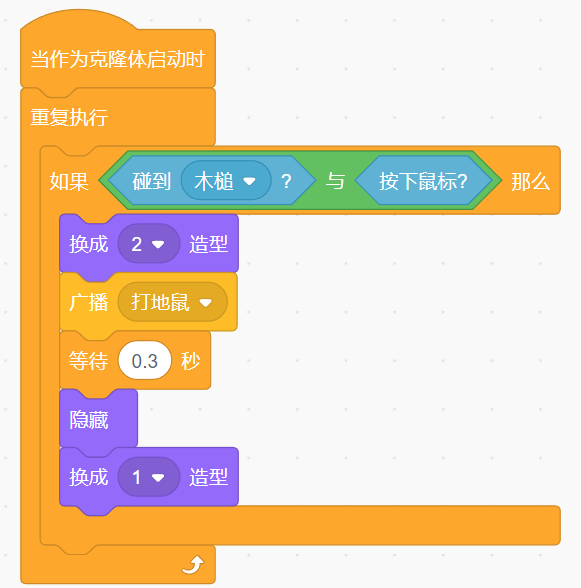 当作为克隆体启动时
重复执行
如果 碰到 木槌 ? 与 按下鼠标? 那么
换成 2 造型
广播 打地鼠
等待 0.3 秒
隐藏
换成 1 造型